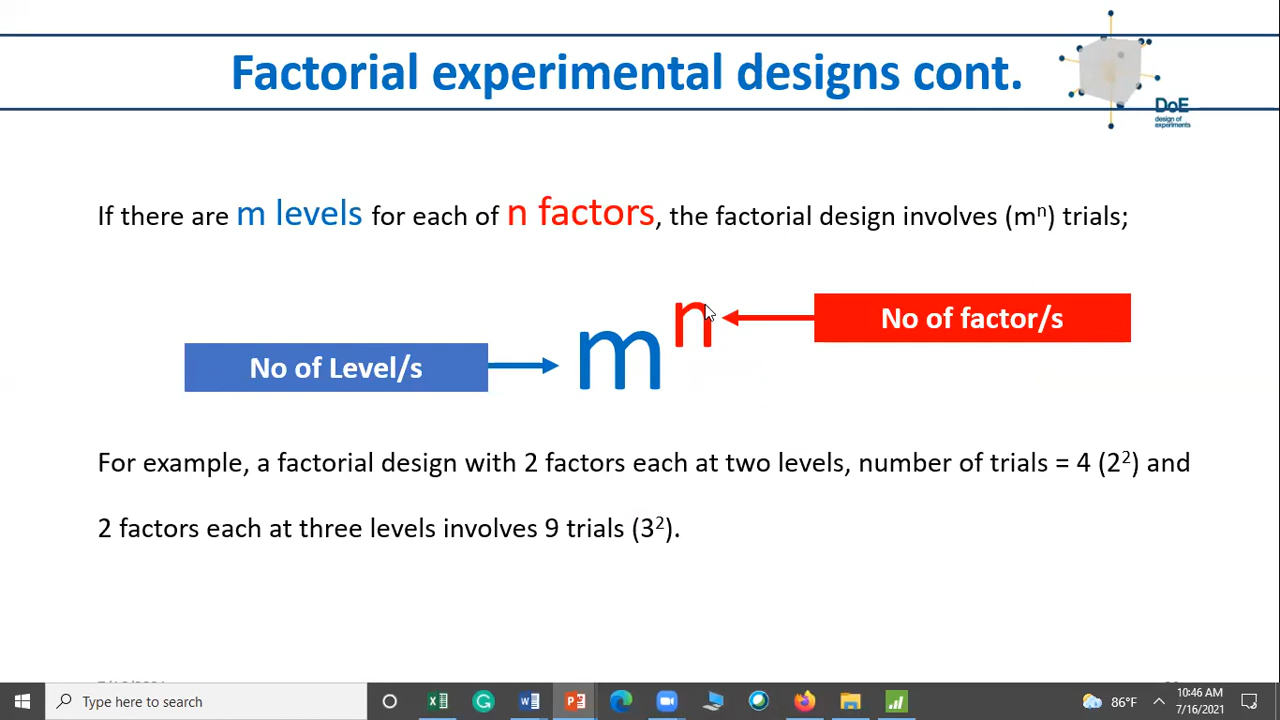 Factorial experimental designs cont.
DoE
design of
experiments
If there are m levels for each of n factors, the factorial design involves (mⁿ) trials;
n
No of factor/s
No of Level/s
m
For example, a factorial design with 2 factors each at two levels, number of trials = 4 (2²) and
2 factors each at three levels involves 9 trials (3²).
Type here to search
86°F
10:46 AM
7/16/2021